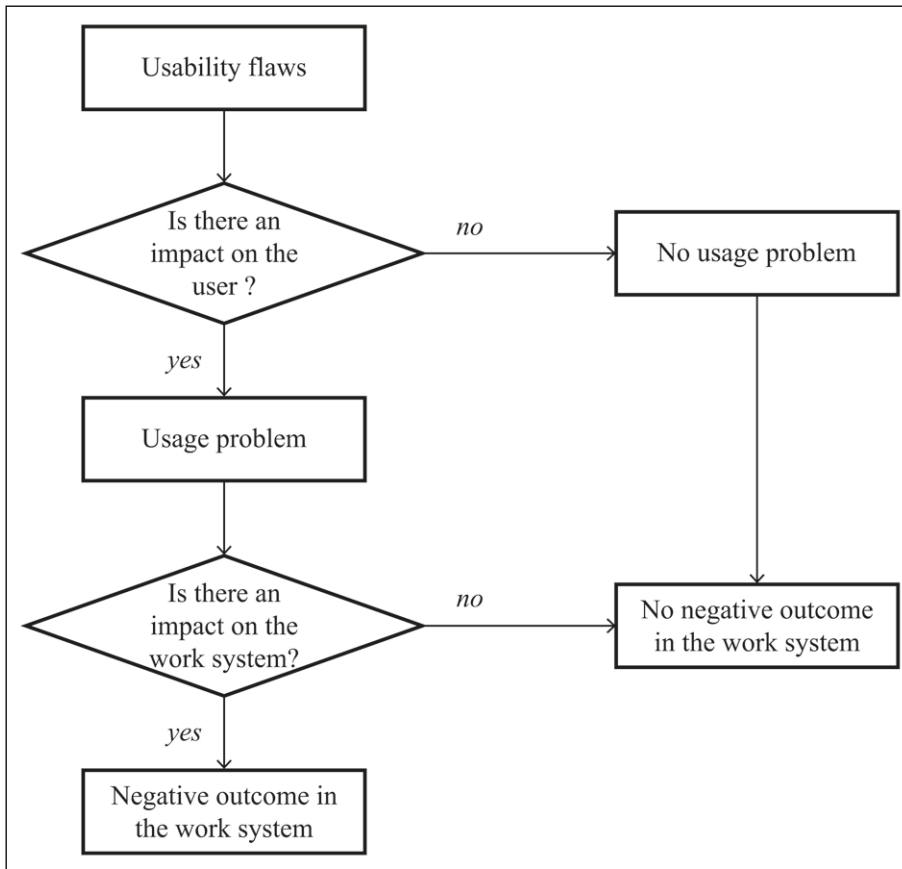 Usability flaws
Is there an
impact on the
user ?
no
No usage problem
yes
Usage problem
Is there an
impact on the
work system?
no
No negative outcome
in the work system
yes
Negative outcome in
the work system